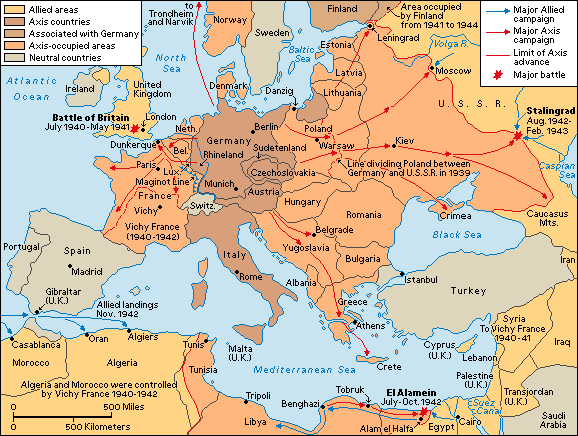 Allied areas
Axis countries
Associated with Germany
Axis-occupied areas
Neutral countries
Major Allied
campaign
Major Axis
campaign
Limit of Axis
advance
Major battle
To
Trondheim
and Narvik
Norway
Sweden
Finland
Area occupied
by Finland
from 1941 to 1944
Leningrad
Estonia
Baltic
Sea
Volga R.
Moscow
North
Sea
Latvia
Lithuania
Atlantic
Ocean
Ireland
United
Kingdom
Denmark
Danzig
U. S. S. R.
Stalingrad
Aug. 1942-
Feb. 1943
Battle of Britain
July 1940-May 1941
London
Neth.
Berlin
Germany
Poland
Warsaw
Kiev
Dunkerque
Bel.
Rhineland
Sudetenland
Paris
Lux.
Czechoslovakia
Line dividing Poland between
Germany and U.S.S.R. in 1939
Caspian
Sea
Maginot Line
Munich
Austria
France
Vichy
Switz.
Hungary
Crimea
Caucasus
Mts.
Vichy France
(1940-1942)
Romania
Belgrade
Yugoslavia
Black Sea
Portugal
Spain
Madrid
Italy
Rome
Bulgaria
Albania
Istanbul
Iran
Turkey
Gibraltar
(U.K.)
Allied landings
Nov. 1942
Greece
Athens
Syria
To Vichy France
1940-41
Iraq
Casablanca
Oran
Algiers
Tunis
Malta
(U.K.)
Crete
Cyprus
(U.K.)
Lebanon
Morocco
Algeria
Tunisia
Mediterranean Sea
Palestine
(U.K.)
Algeria and Morocco were controlled
by Vichy France 1940-1942
Tobruk
El Alamein
July-Oct. 1942
Transjordan
(U.K.)
0
500 Miles
0
500 Kilometers
Tripoli
Benghazi
Suez
Canal
Libya
Alam el Halfa
Egypt
Cairo
Saudi
Arabia